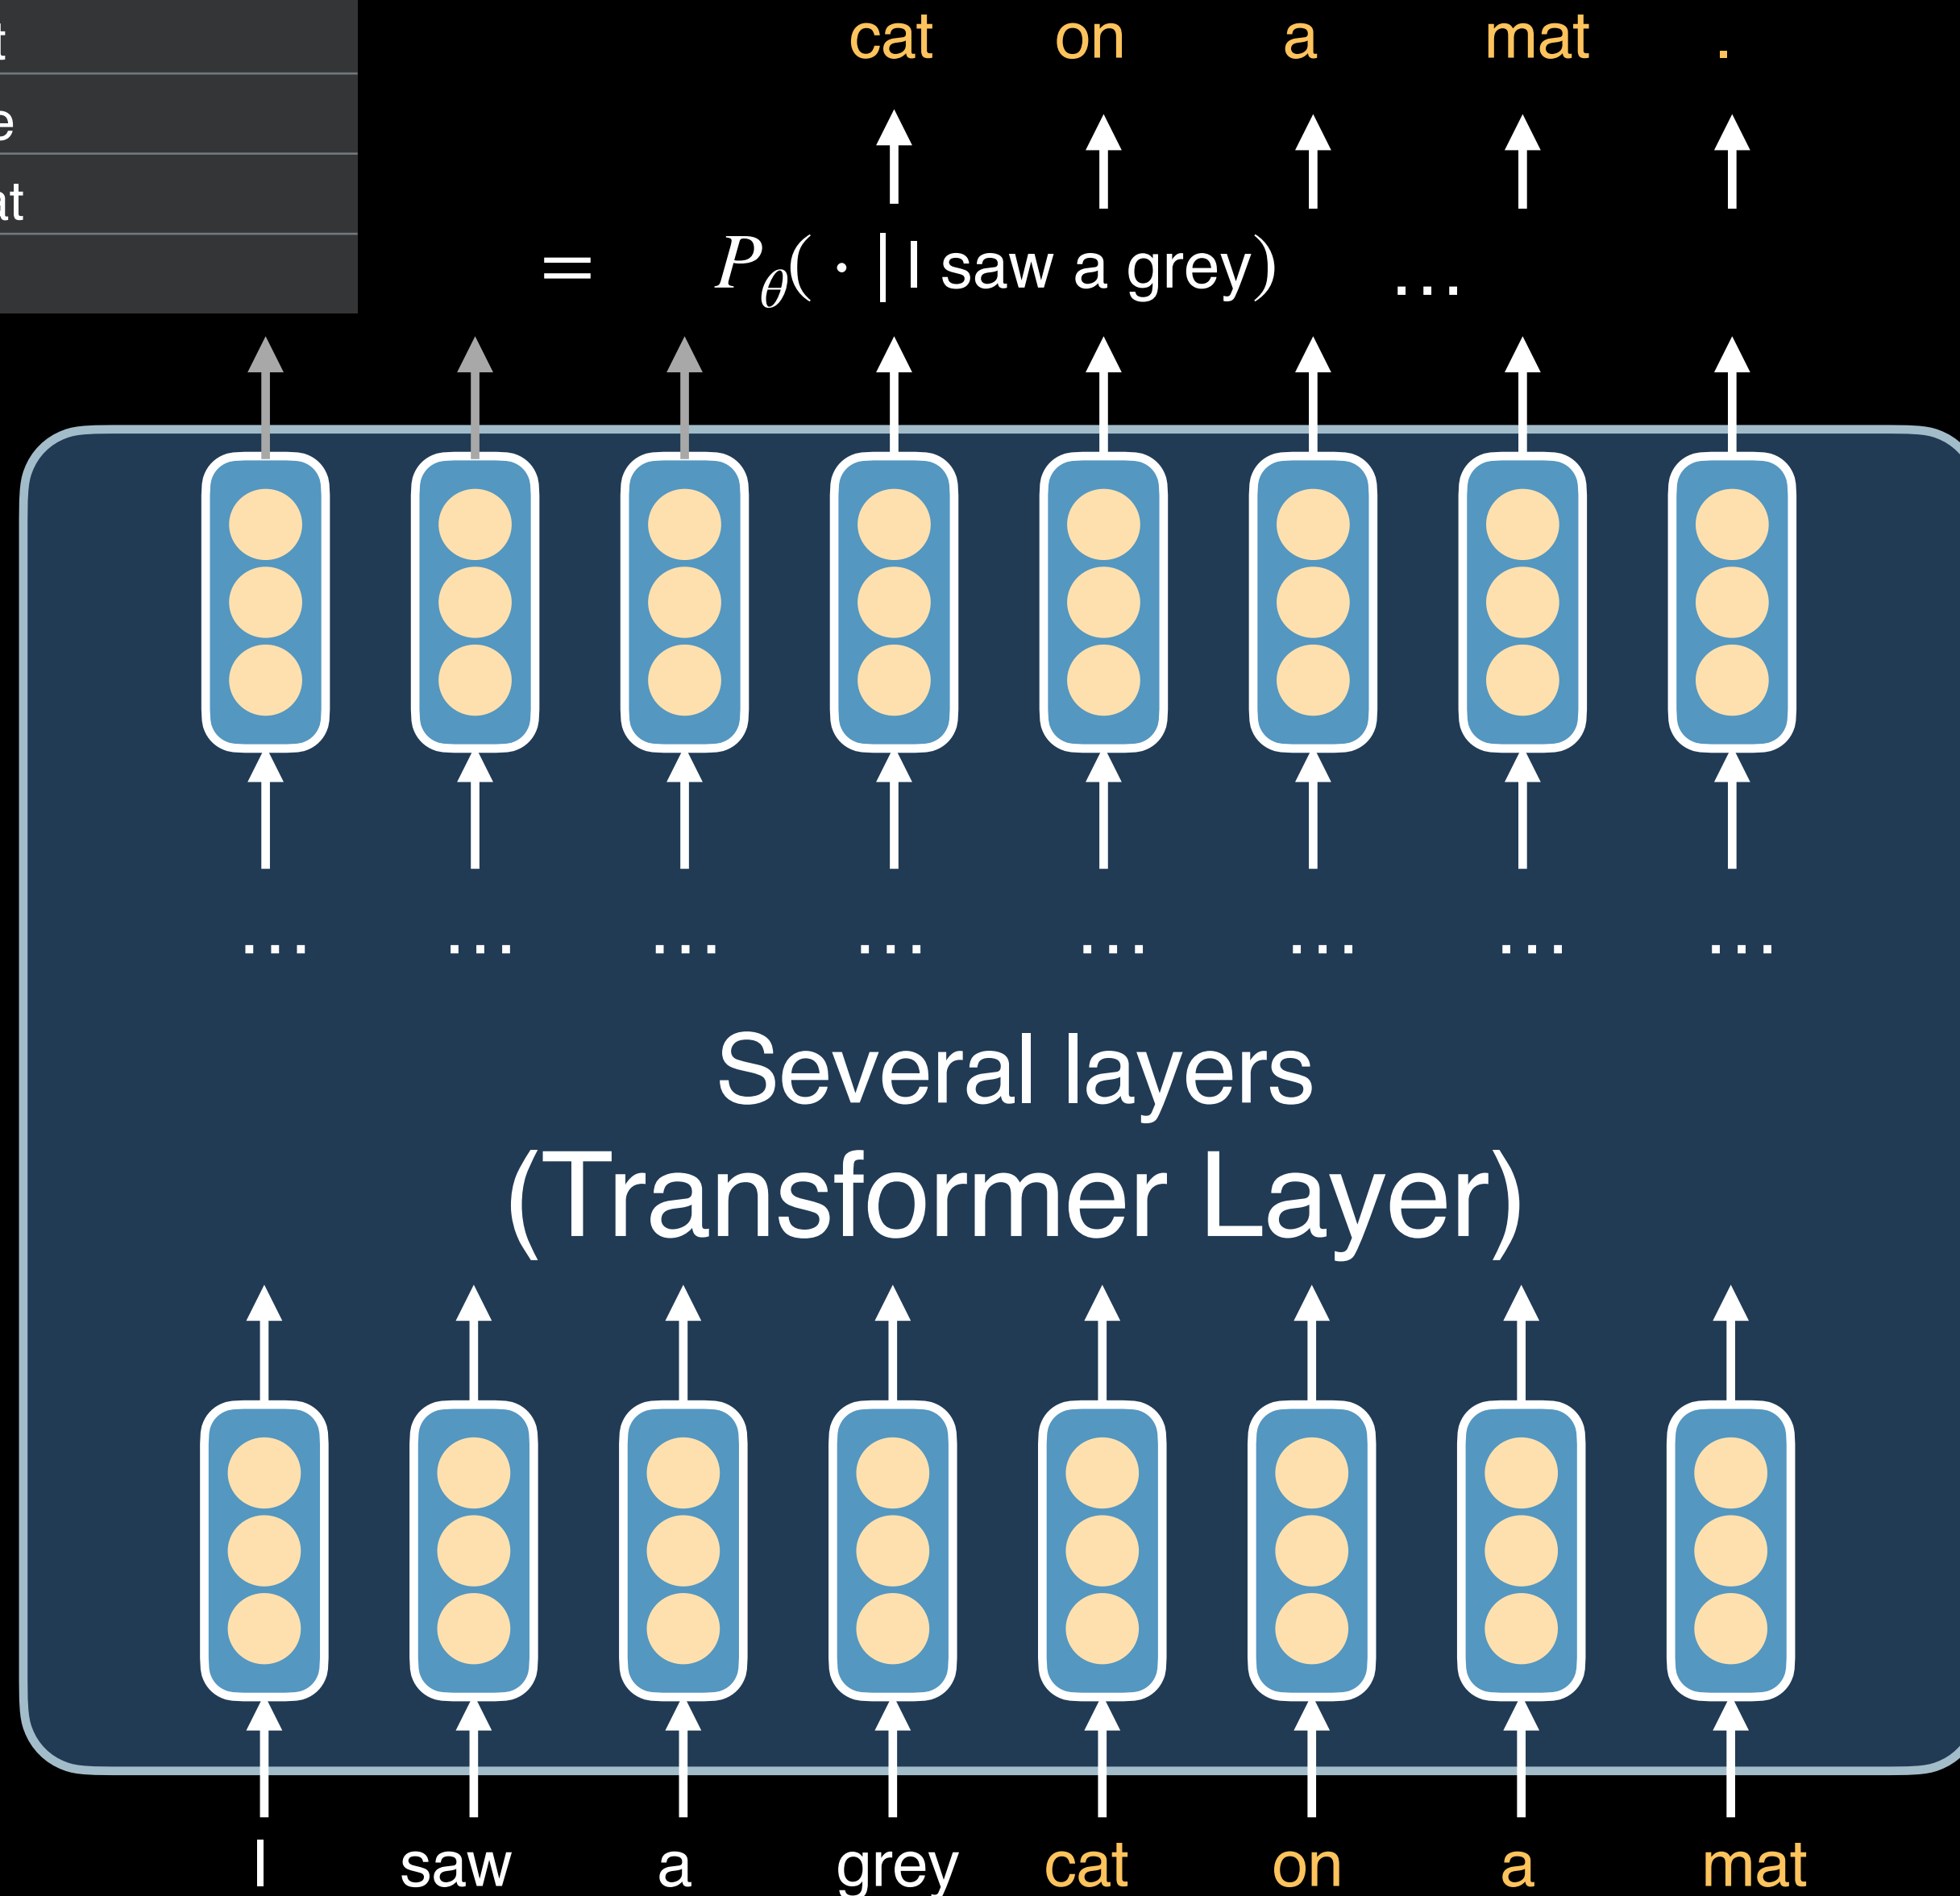 cat on a mat .
= Pθ( · | I saw a grey) ...
... ... ... ... ... ... ... ...
Several layers
(Transformer Layer)
I saw a grey cat on a mat